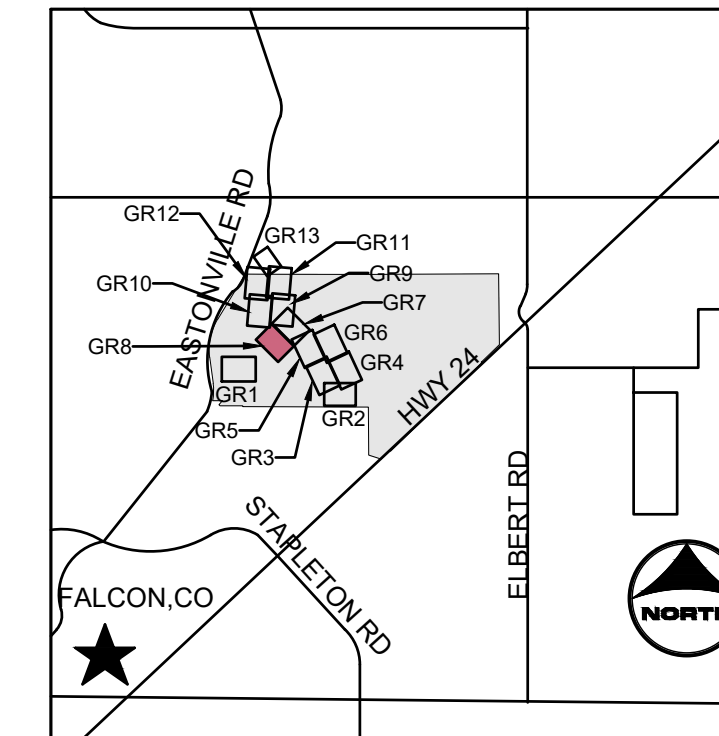 EASTONVILLE RD
GR12
GR13
GR11
GR10
GR9
GR7
GR8
GR6
GR4
GR1
GR2
GR5
GR3
HWY 24
ELBERT RD
STAPLETON RD
FALCON,CO
NORTH